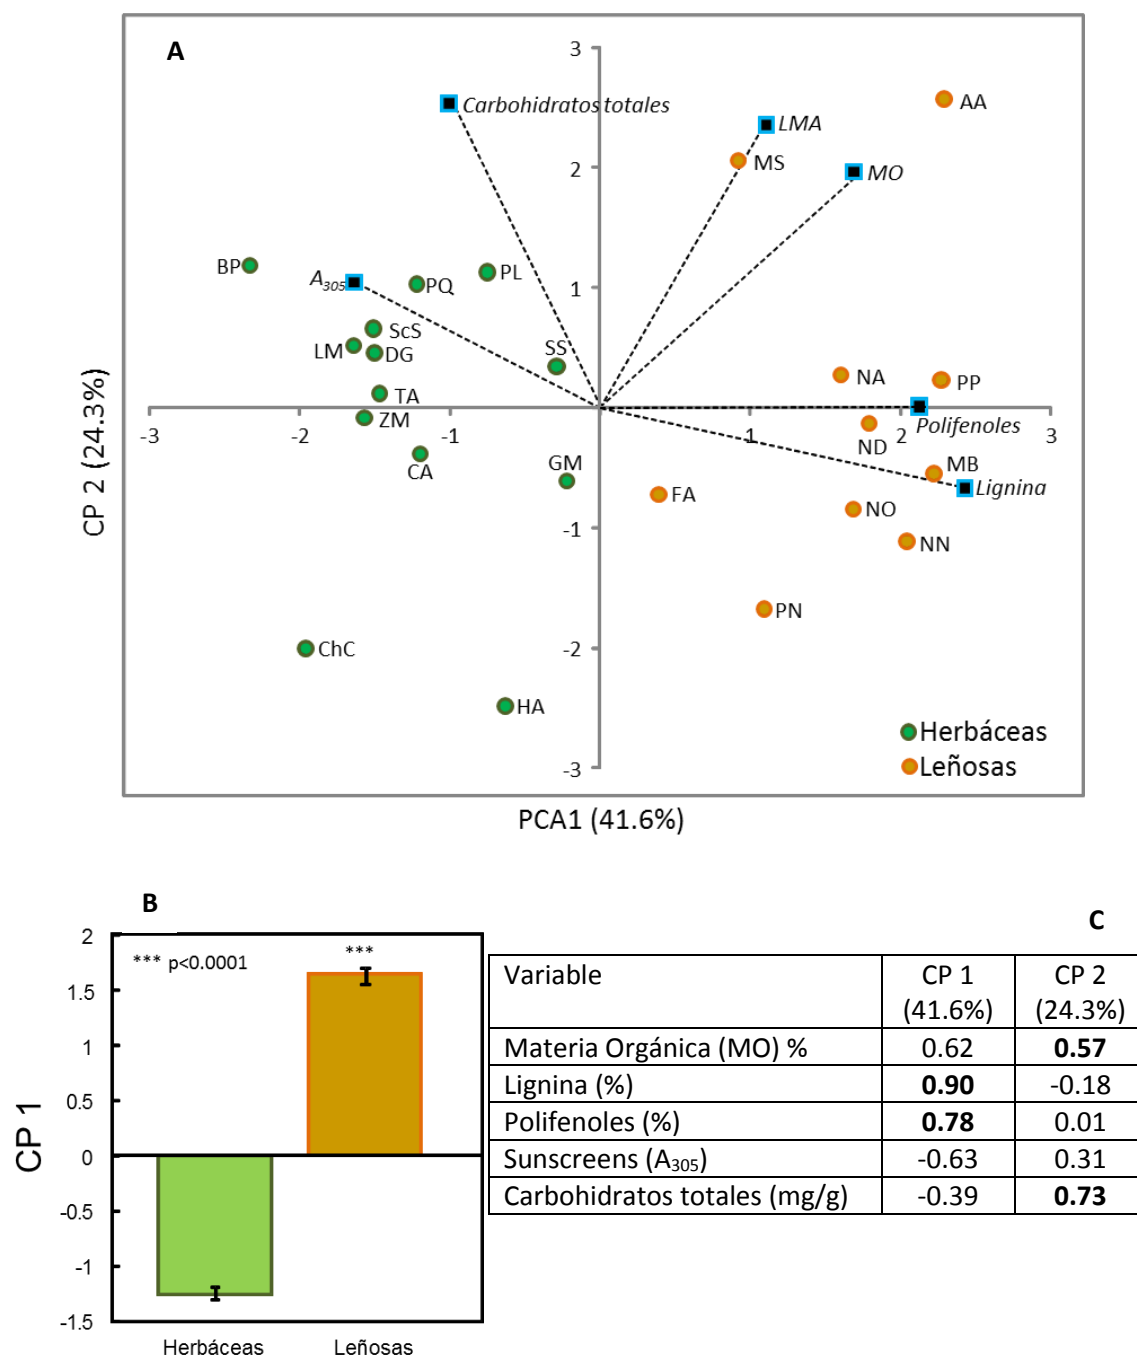 A
3
Carbohidratos totales
AA
LMA
MS
2
MO
BP
A305
PQ
PL
1
ScS
LM
DG
SS
NA
PP
TA
-3
-2
-1
1
2
3
ZM
Polifenoles
ND
CA
GM
MB
Lignina
FA
NO
-1
NN
PN
ChC
-2
HA
Herbáceas
Leñosas
-3
CP 2 (24.3%)
PCA1 (41.6%)
B
2
*** p<0.0001
***
1.5
1
0.5
0
-0.5
-1
-1.5
CP 1
Herbáceas Leñosas
C
Variable CP 1 CP 2
(41.6%) (24.3%)
Materia Orgánica (MO) % 0.62 0.57
Lignina (%) 0.90 -0.18
Polifenoles (%) 0.78 0.01
Sunscreens (A305) -0.63 0.31
Carbohidratos totales (mg/g) -0.39 0.73